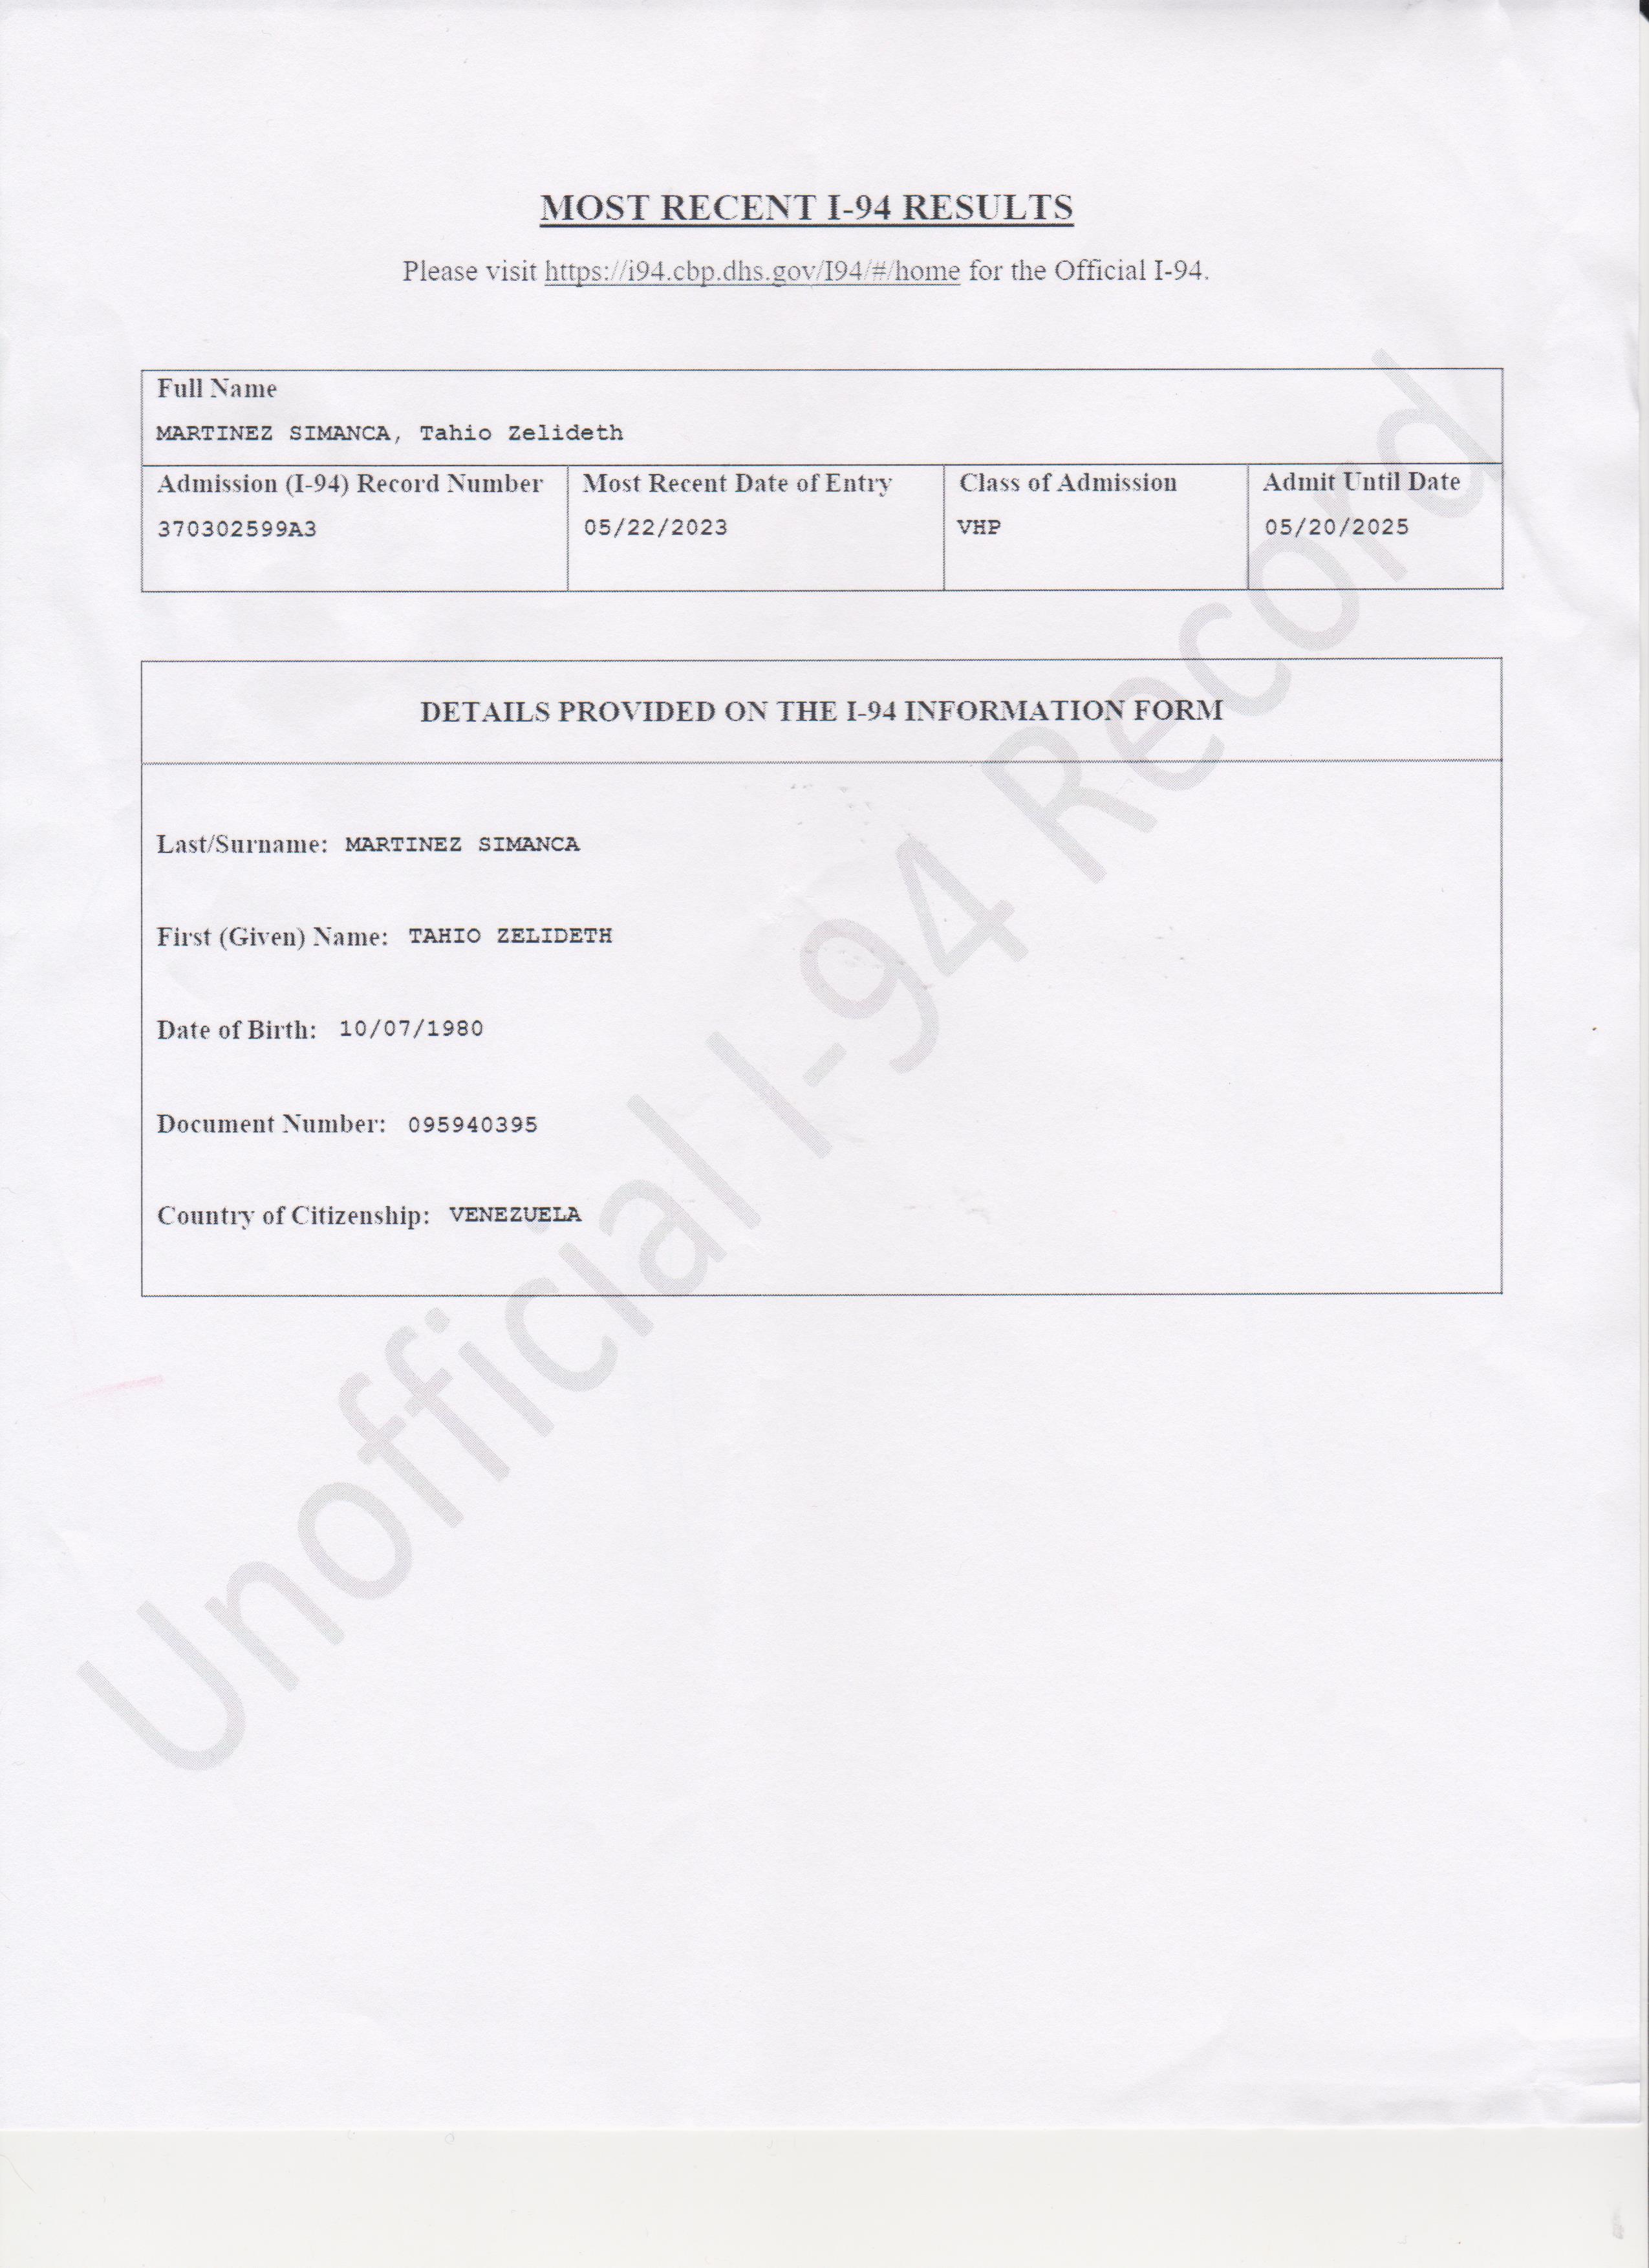 MOST RECENT I-94 RESULTS
Please visit https://i94.cbp.dhs.gov/I94/#/home for the Official I-94.
Full Name
MARTINEZ SIMANCA, Tahio Zelideth
Admission (I-94) Record Number Most Recent Date of Entry Class of Admission Admit Until Date
370302599A3 05/22/2023 VHP 05/20/2025
DETAILS PROVIDED ON THE I-94 INFORMATION FORM
Last/Surname: MARTINEZ SIMANCA
First (Given) Name: TAHIO ZELIDETH
Date of Birth: 10/07/1980
Document Number: 095940395
Country of Citizenship: VENEZUELA
Unofficial I-94 Record